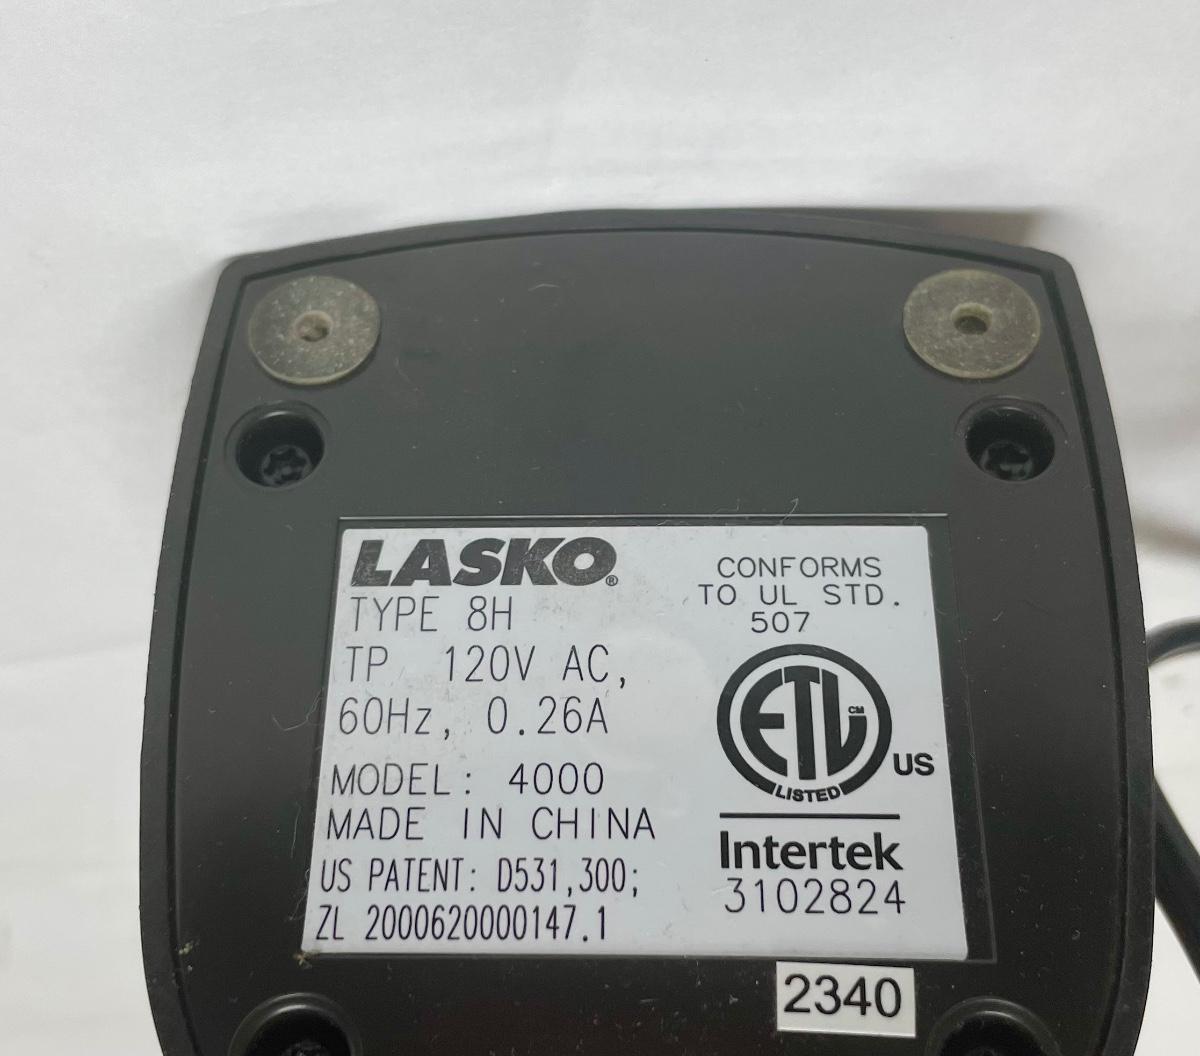 LASKO®
TYPE 8H
TP 120V AC,
60Hz, 0.26A
MODEL: 4000
MADE IN CHINA
US PATENT: D531,300;
ZL 2000620000147.1
CONFORMS
TO UL STD.
507
ETL CM
LISTED
US
Intertek
3102824
2340